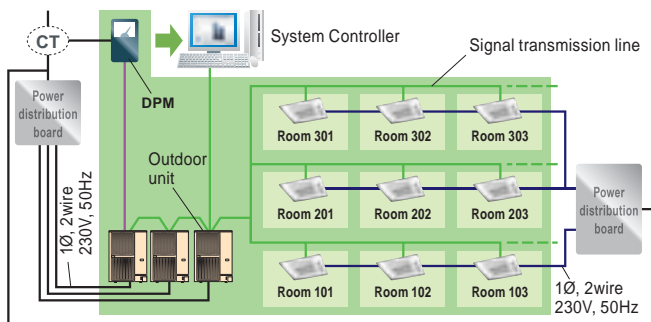 CT
DPM
System Controller
Signal transmission line
Power
distribution
board
Outdoor
unit
1Ø, 2wire
230V, 50Hz
Room 301
Room 302
Room 303
Room 201
Room 202
Room 203
Room 101
Room 102
Room 103
Power
distribution
board
1Ø, 2wire
230V, 50Hz